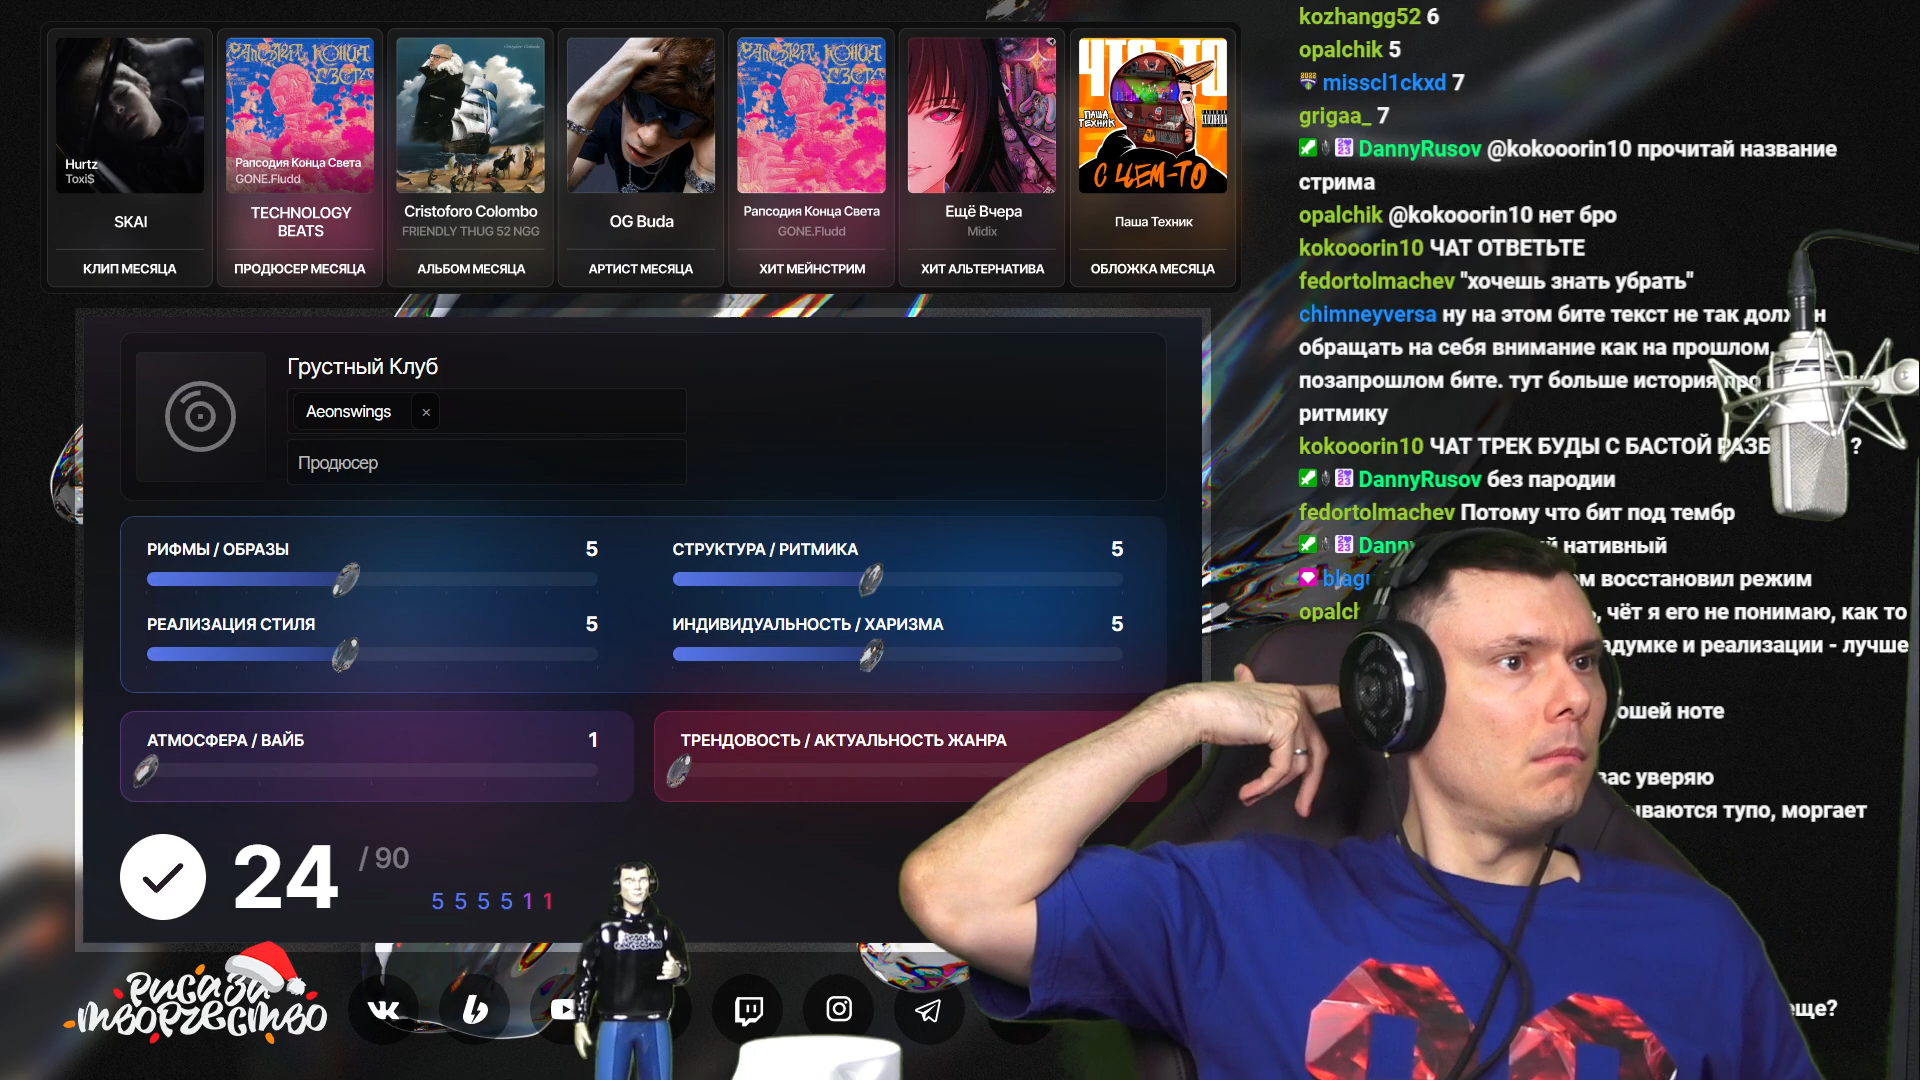 Hurtz
Toxi$
SKAI
КЛИП МЕСЯЦА
Рапсодия Конца Света
GONE.Fludd
TECHNOLOGY
BEATS
ПРОДЮСЕР МЕСЯЦА
Cristoforo Colombo
FRIENDLY THUG 52 NGG
АЛЬБОМ МЕСЯЦА
OG Buda
АРТИСТ МЕСЯЦА
Рапсодия Конца Света
GONE.Fludd
ХИТ МЕЙНСТРИМ
Ещё Вчера
Midix
ХИТ АЛЬТЕРНАТИВА
ЧТО-ТО
ПАША
ТЕХНИК
С ЧЕМ-ТО
Паша Техник
ОБЛОЖКА МЕСЯЦА
Грустный Клуб
Aeonswings ×
Продюсер
РИФМЫ / ОБРАЗЫ 5
СТРУКТУРА / РИТМИКА 5
РЕАЛИЗАЦИЯ СТИЛЯ 5
ИНДИВИДУАЛЬНОСТЬ / ХАРИЗМА 5
АТМОСФЕРА / ВАЙБ 1
ТРЕНДОВОСТЬ / АКТУАЛЬНОСТЬ ЖАНРА
24 / 90
5 5 5 5 1 1
РИСАЗА
ТВОРЧЕСТВО
kozhangg52 6
opalchik 5
misscl1ckxd 7
grigaa_ 7
DannyRusov @kokooorin10 прочитай название
стрима
opalchik @kokooorin10 нет бро
kokooorin10 ЧАТ ОТВЕТЬТЕ
fedortolmachev "хочешь знать убрать"
chimneyversa ну на этом бите текст не так
обращать на себя внимание как на прошлом,
позапрошлом бите. тут больше история
ритмику
kokooorin10 ЧАТ ТРЕК БУДЫ С БАСТОЙ ?
DannyRusov без пародии
fedortolmachev Потому что бит под тембр
нативный
восстановил режим
чёт я его не понимаю, как то
и реализации - лучше
ноте
вас уверяю
тупо, моргает
еще?